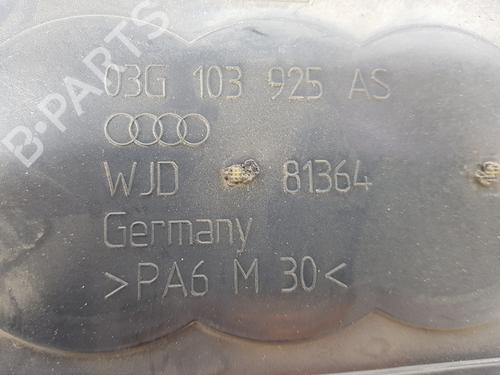 B-PARTS
03G 103 925 AS
WJD 81364
Germany
>PA6 M 30<